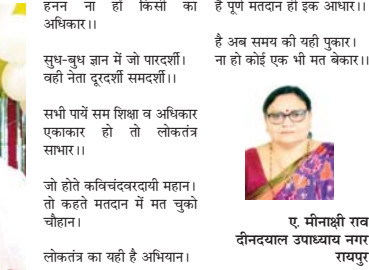 हनन ना हो किसी का
अधिकार।।
सुध-बुध ज्ञान में जो पारदर्शी।
वही नेता दूरदर्शी समदर्शी।।
सभी पायें सम शिक्षा व अधिकार
एकाकार हो तो लोकतंत्र
साभार।।
जो होते कविचंदवरदायी महान।
तो कहते मतदान में मत चुको
चौहान।
लोकतंत्र का यही है अभियान।
है पूर्ण मतदान ही इक आधार।।
है अब समय की यही पुकार।
ना हो कोई एक भी मत बेकार।।
ए. मीनाक्षी राव
दीनदयाल उपाध्याय नगर
रायपुर